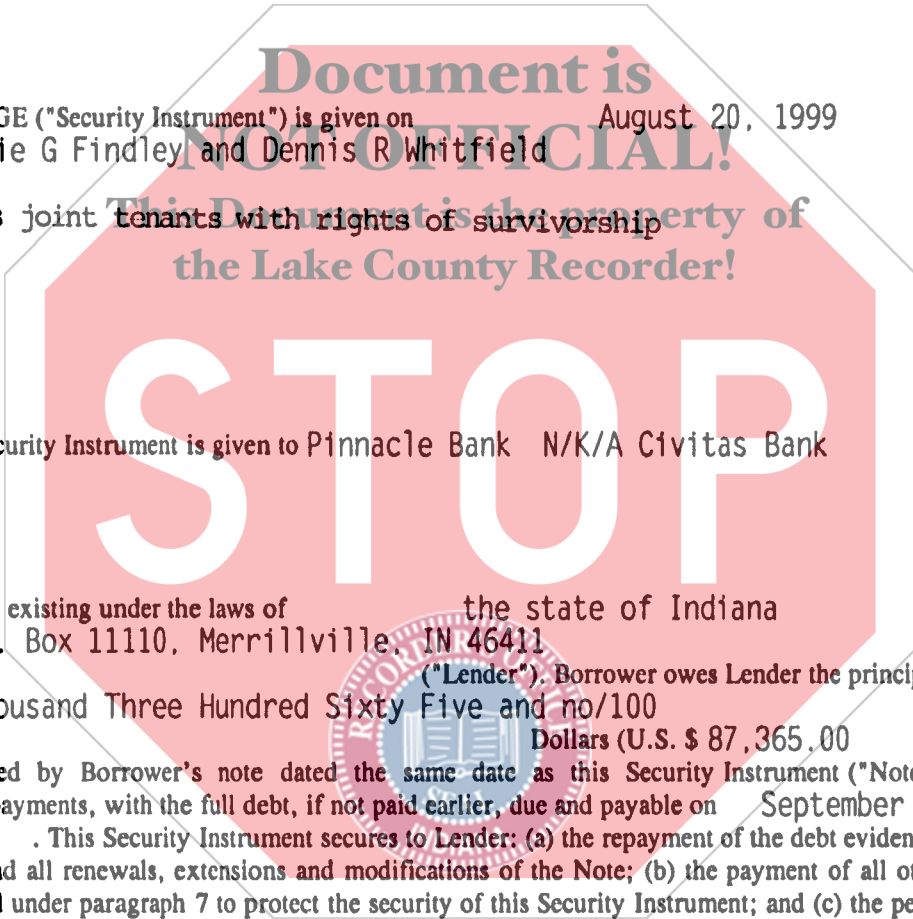 Document is
GE ("Security Instrument") is given on August 20, 1999
NOT OFFICIAL!
ie G Findley and Dennis R Whitfield
This Document is the property of
s joint tenants with rights of survivorship
the Lake County Recorder!
STOP
curity Instrument is given to Pinnacle Bank N/K/A Civitas Bank
existing under the laws of the state of Indiana
. Box 11110, Merrillville, IN 46411
("Lender"). Borrower owes Lender the princip
ousand Three Hundred Sixty Five and no/100
Dollars (U.S. $ 87,365.00
ed by Borrower's note dated the same date as this Security Instrument ("Note
ayments, with the full debt, if not paid earlier, due and payable on September
. This Security Instrument secures to Lender: (a) the repayment of the debt eviden
d all renewals, extensions and modifications of the Note; (b) the payment of all ot
l under paragraph 7 to protect the security of this Security Instrument; and (c) the pe